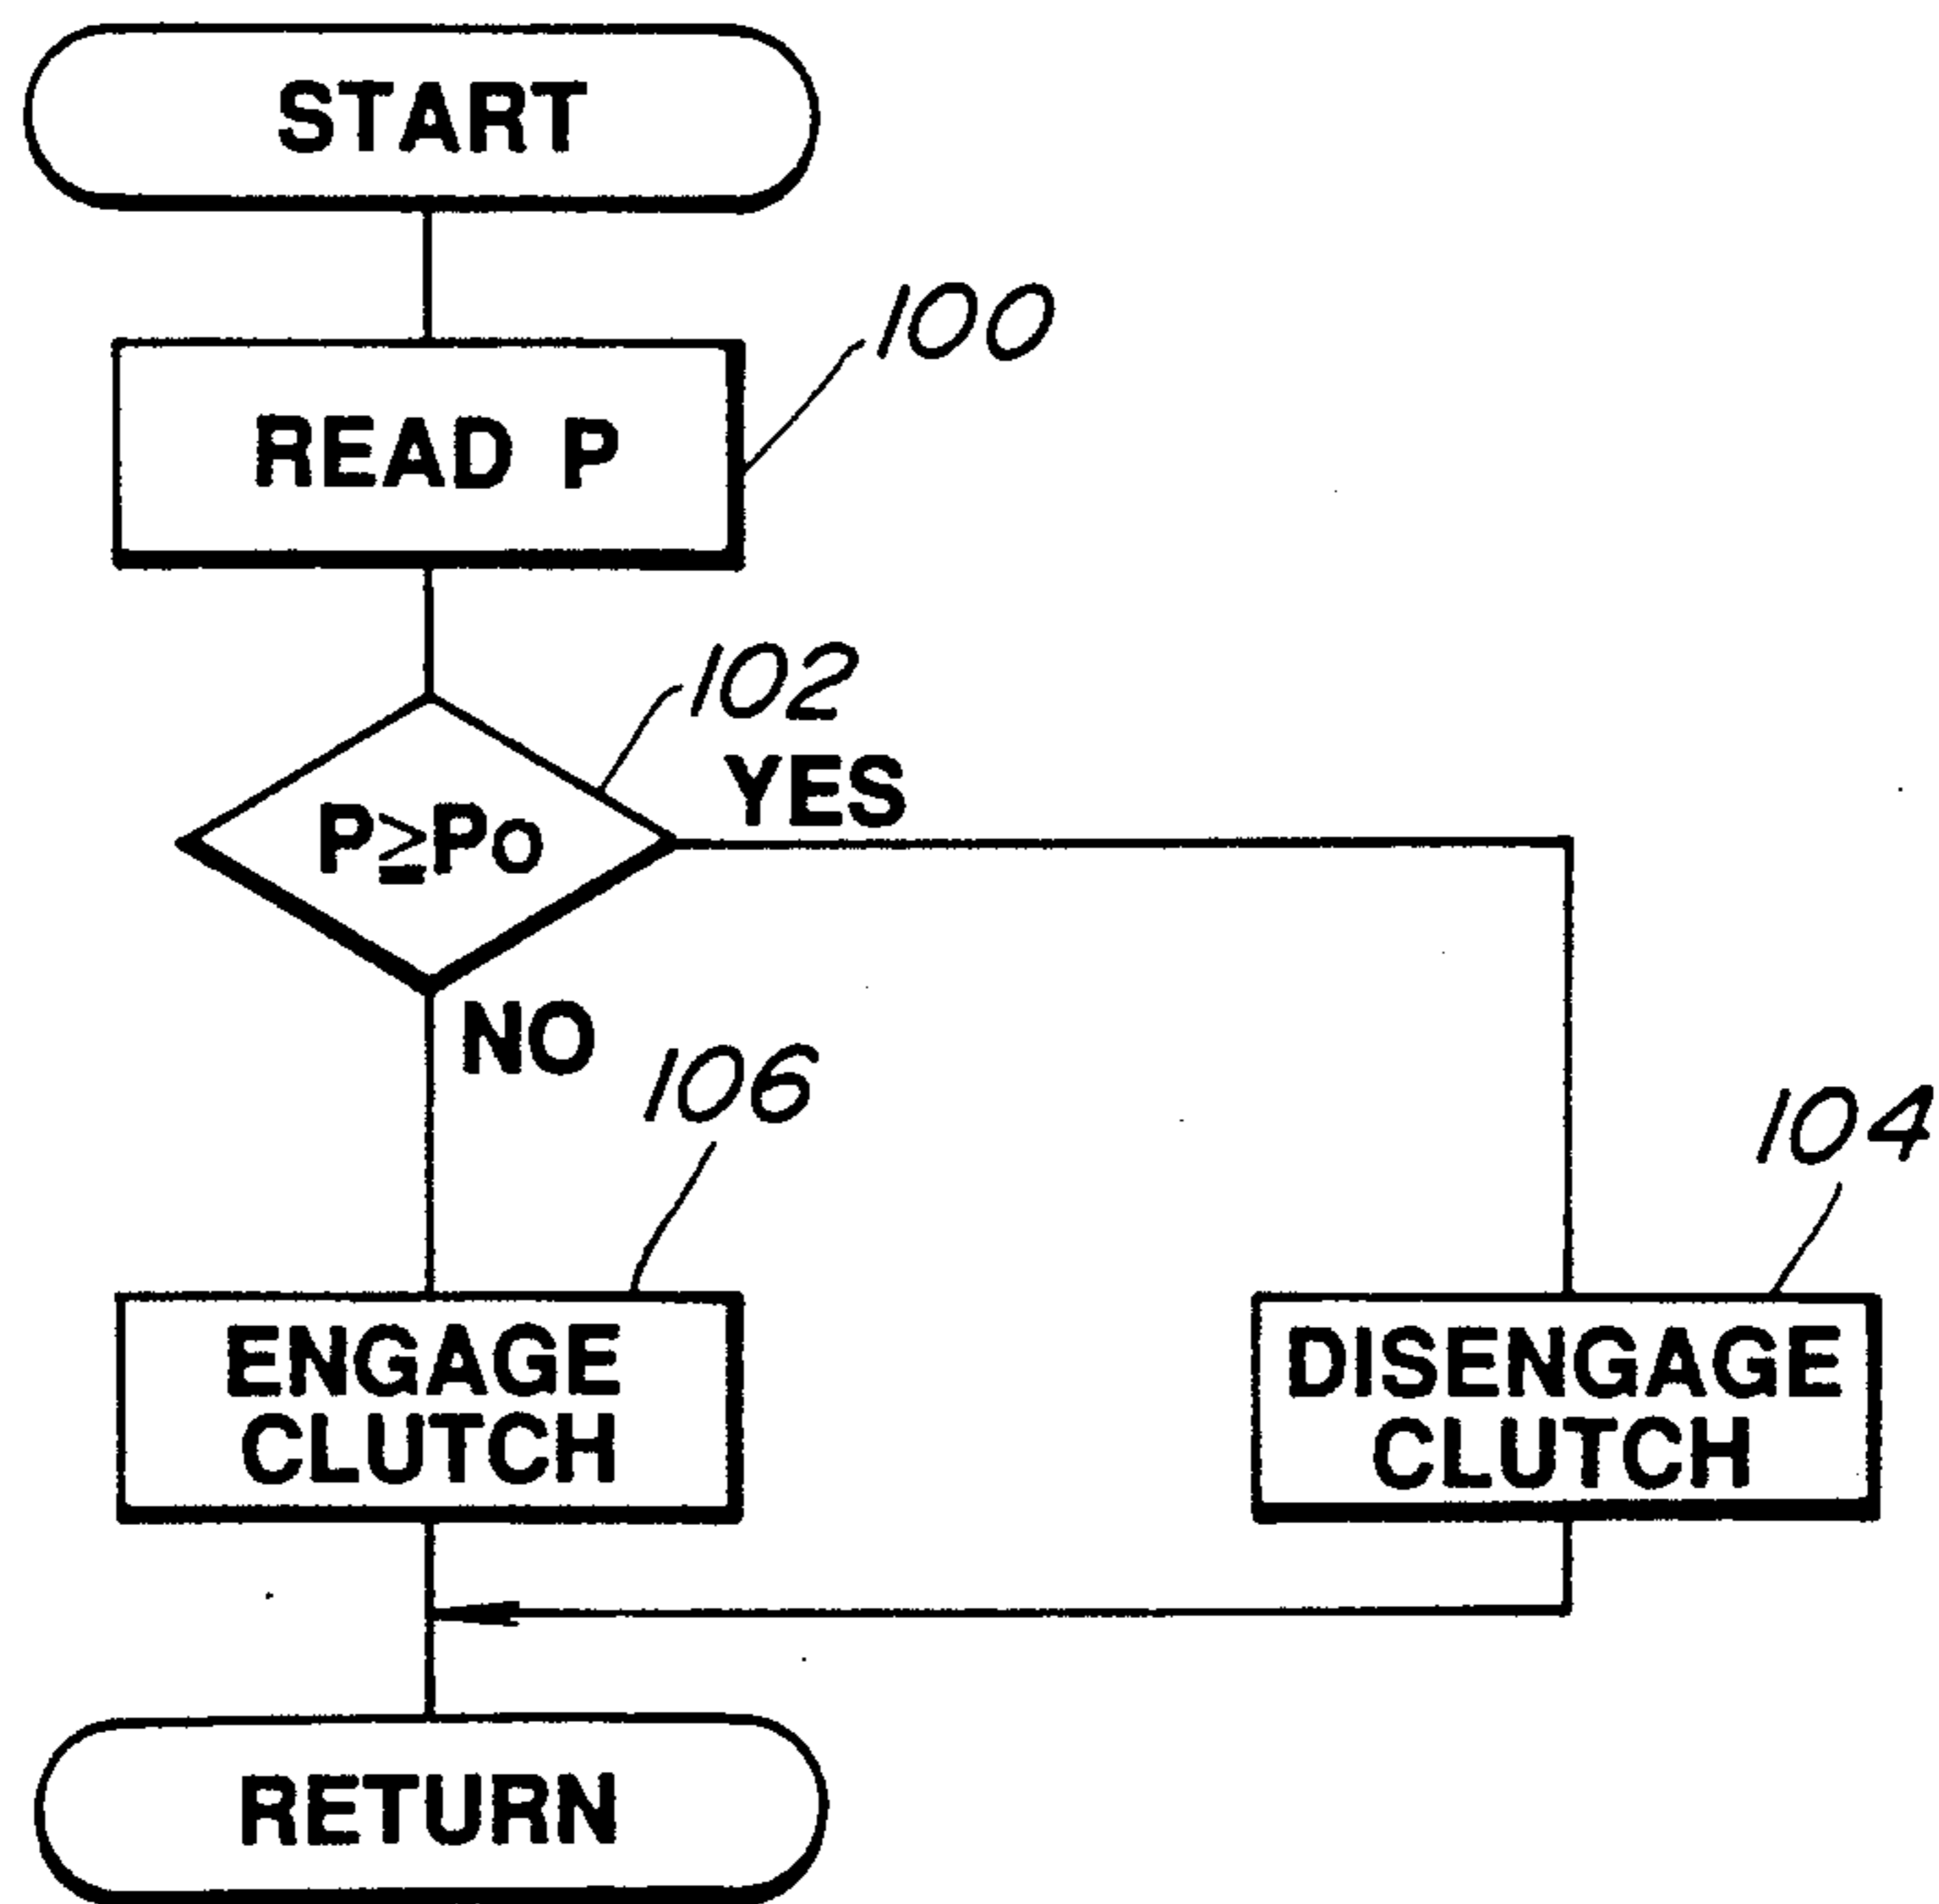 START
100
READ P
102
P≧Po
YES
NO
106
104
ENGAGE
CLUTCH
DISENGAGE
CLUTCH
RETURN